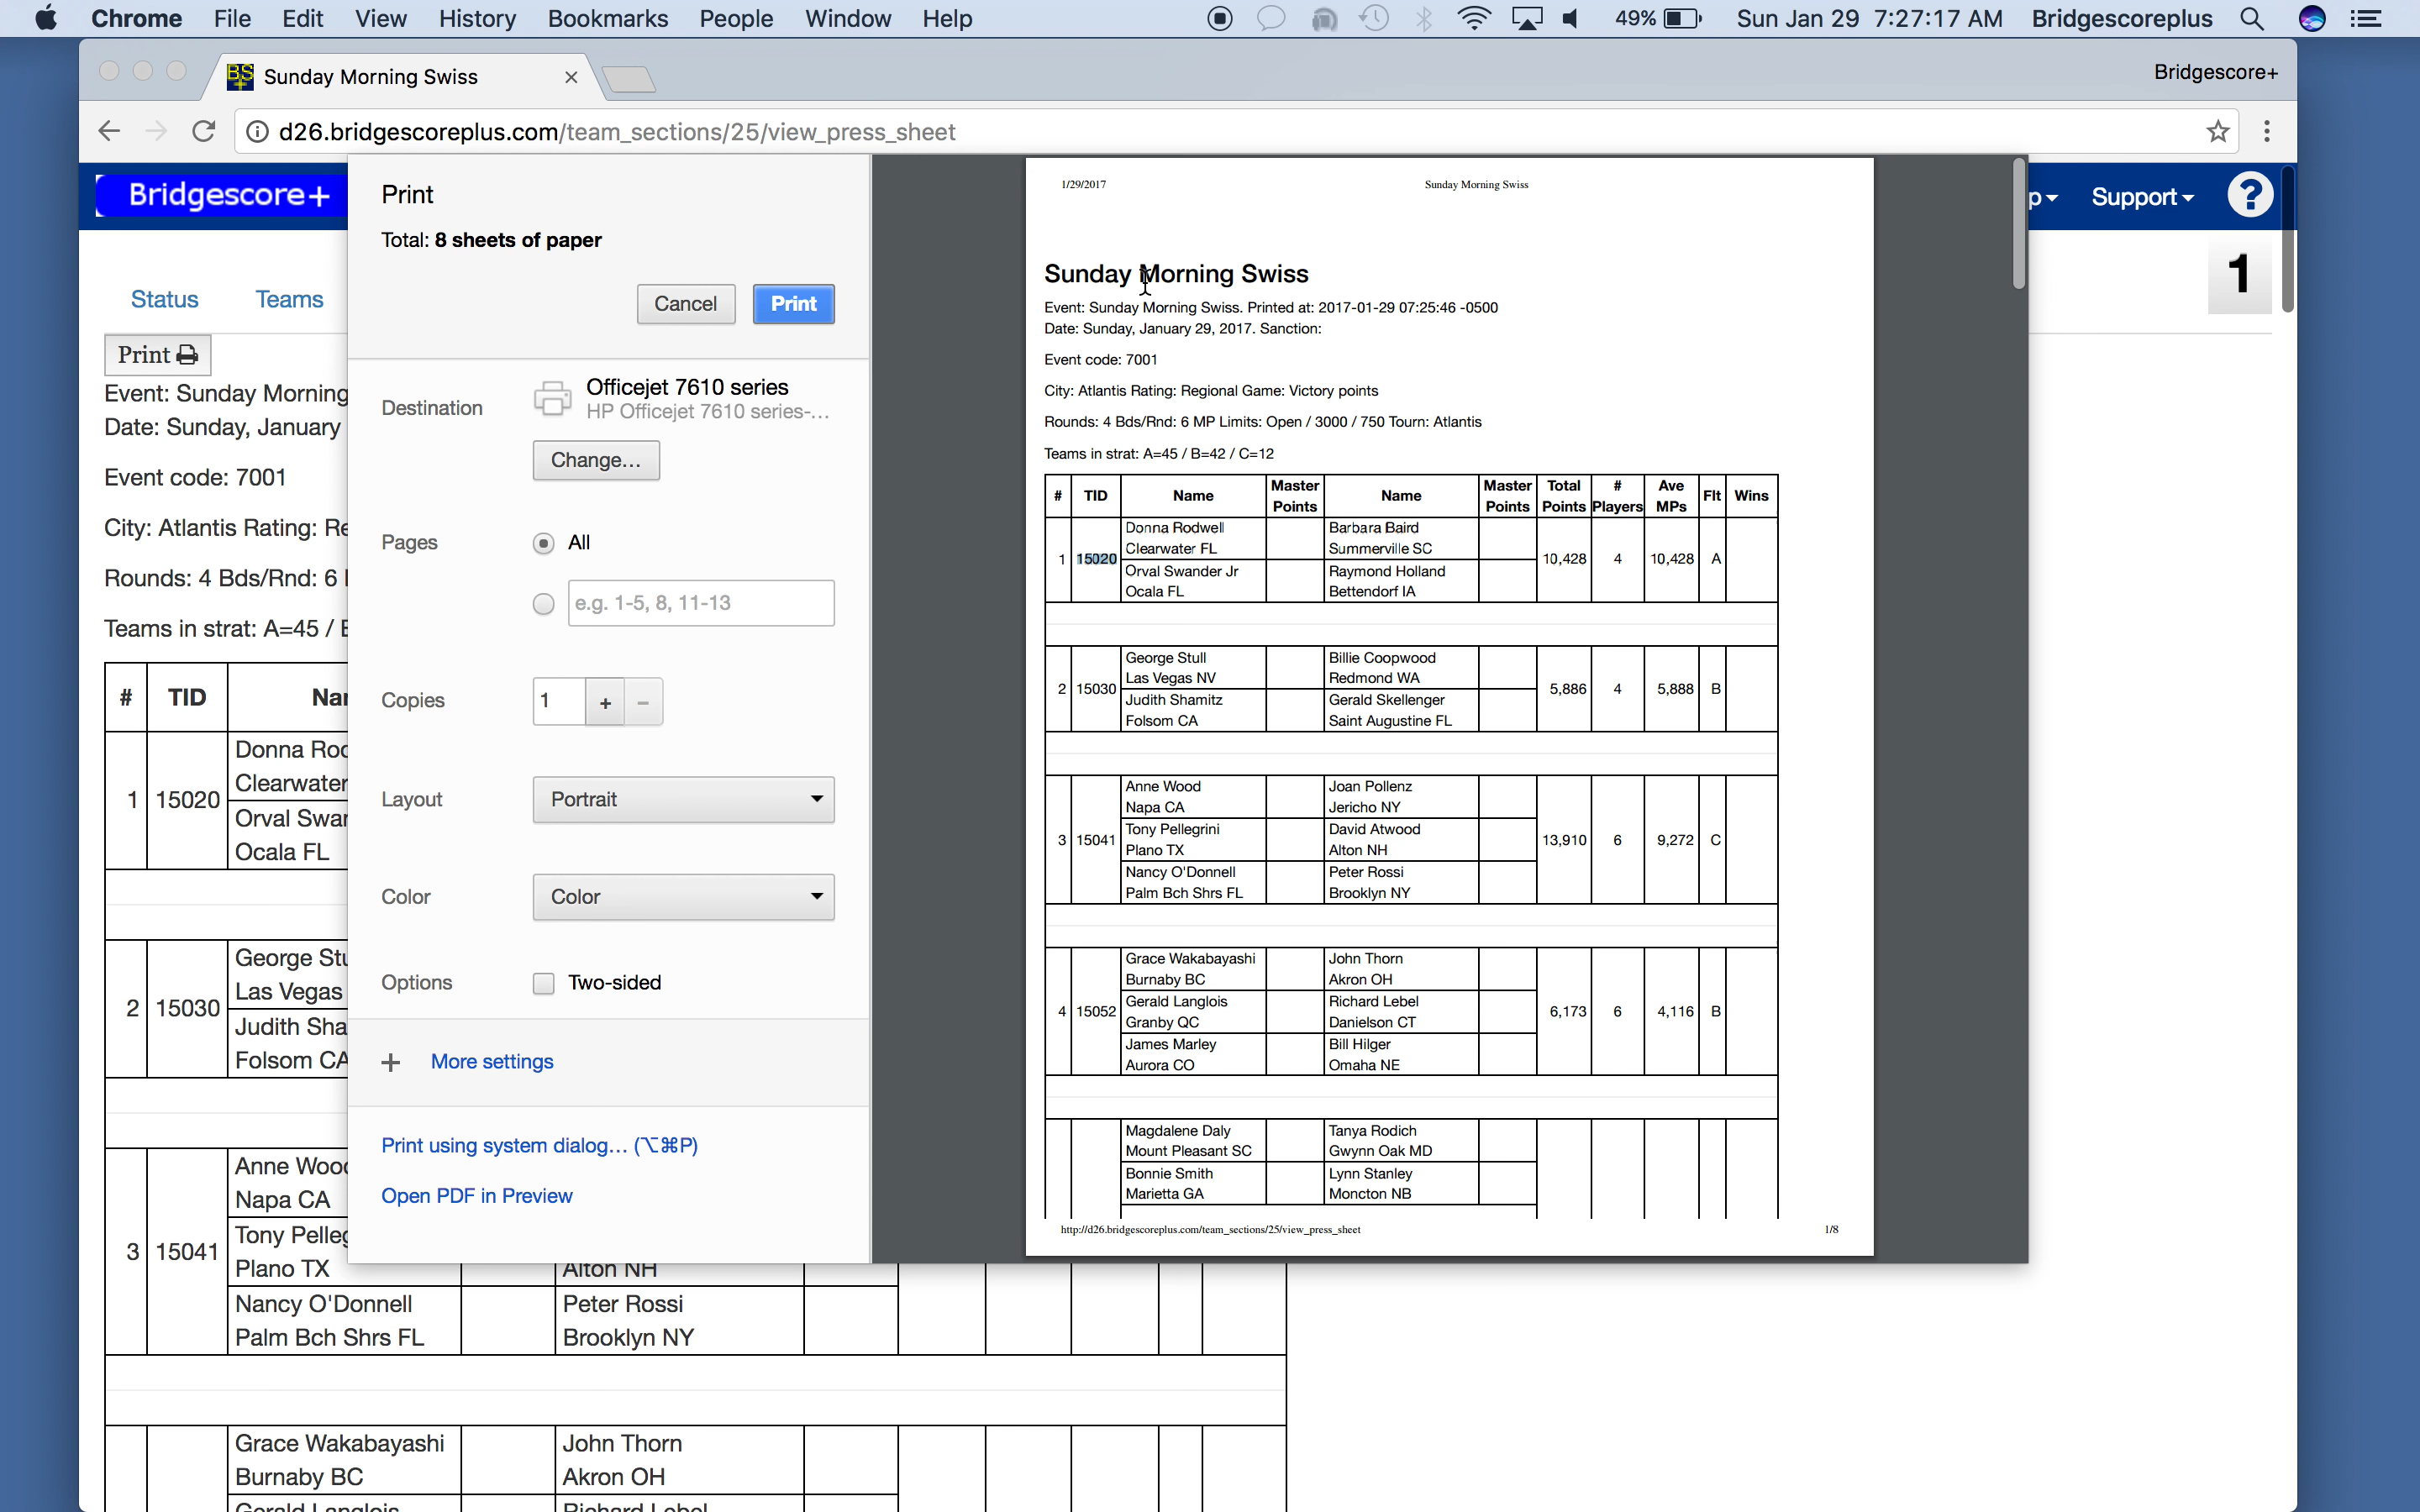 Chrome File Edit View History Bookmarks People Window Help 49% Sun Jan 29 7:27:17 AM Bridgescoreplus
BS+ Sunday Morning Swiss × Bridgescore+
d26.bridgescoreplus.com/team_sections/25/view_press_sheet
Bridgescore+
p Support ?
1
Status Teams
Print
Event: Sunday Morning
Date: Sunday, January
Event code: 7001
City: Atlantis Rating: Re
Rounds: 4 Bds/Rnd: 6
Teams in strat: A=45 /
# TID Nar
1 15020
Donna Roc
Clearwater
Orval Swar
Ocala FL
2 15030
George Stu
Las Vegas
Judith Sha
Folsom CA
3 15041
Anne Wood
Napa CA
Tony Pelleg
Plano TX Alton NH
Nancy O'Donnell Peter Rossi
Palm Bch Shrs FL Brooklyn NY
Grace Wakabayashi John Thorn
Burnaby BC Akron OH
Gerald Langlois Richard Lebel
Print
Total: 8 sheets of paper
Cancel Print
Destination
Officejet 7610 series
HP Officejet 7610 series-...
Change...
Pages All
e.g. 1-5, 8, 11-13
Copies 1 + −
Layout Portrait
Color Color
Options Two-sided
+ More settings
Print using system dialog... (⌥⌘P)
Open PDF in Preview
1/29/2017 Sunday Morning Swiss
Sunday Morning Swiss
Event: Sunday Morning Swiss. Printed at: 2017-01-29 07:25:46 -0500
Date: Sunday, January 29, 2017. Sanction:
Event code: 7001
City: Atlantis Rating: Regional Game: Victory points
Rounds: 4 Bds/Rnd: 6 MP Limits: Open / 3000 / 750 Tourn: Atlantis
Teams in strat: A=45 / B=42 / C=12
# TID Name Master Points Name Master Points Total Points # Players Ave MPs Flt Wins
Donna Rodwell Barbara Baird
Clearwater FL Summerville SC
1 15020 10,428 4 10,428 A
Orval Swander Jr Raymond Holland
Ocala FL Bettendorf IA
George Stull Billie Coopwood
Las Vegas NV Redmond WA
2 15030 5,886 4 5,888 B
Judith Shamitz Gerald Skellenger
Folsom CA Saint Augustine FL
Anne Wood Joan Pollenz
Napa CA Jericho NY
Tony Pellegrini David Atwood
3 15041 13,910 6 9,272 C
Plano TX Alton NH
Nancy O'Donnell Peter Rossi
Palm Bch Shrs FL Brooklyn NY
Grace Wakabayashi John Thorn
Burnaby BC Akron OH
Gerald Langlois Richard Lebel
4 15052 6,173 6 4,116 B
Granby QC Danielson CT
James Marley Bill Hilger
Aurora CO Omaha NE
Magdalene Daly Tanya Rodich
Mount Pleasant SC Gwynn Oak MD
Bonnie Smith Lynn Stanley
Marietta GA Moncton NB
http://d26.bridgescoreplus.com/team_sections/25/view_press_sheet 1/8